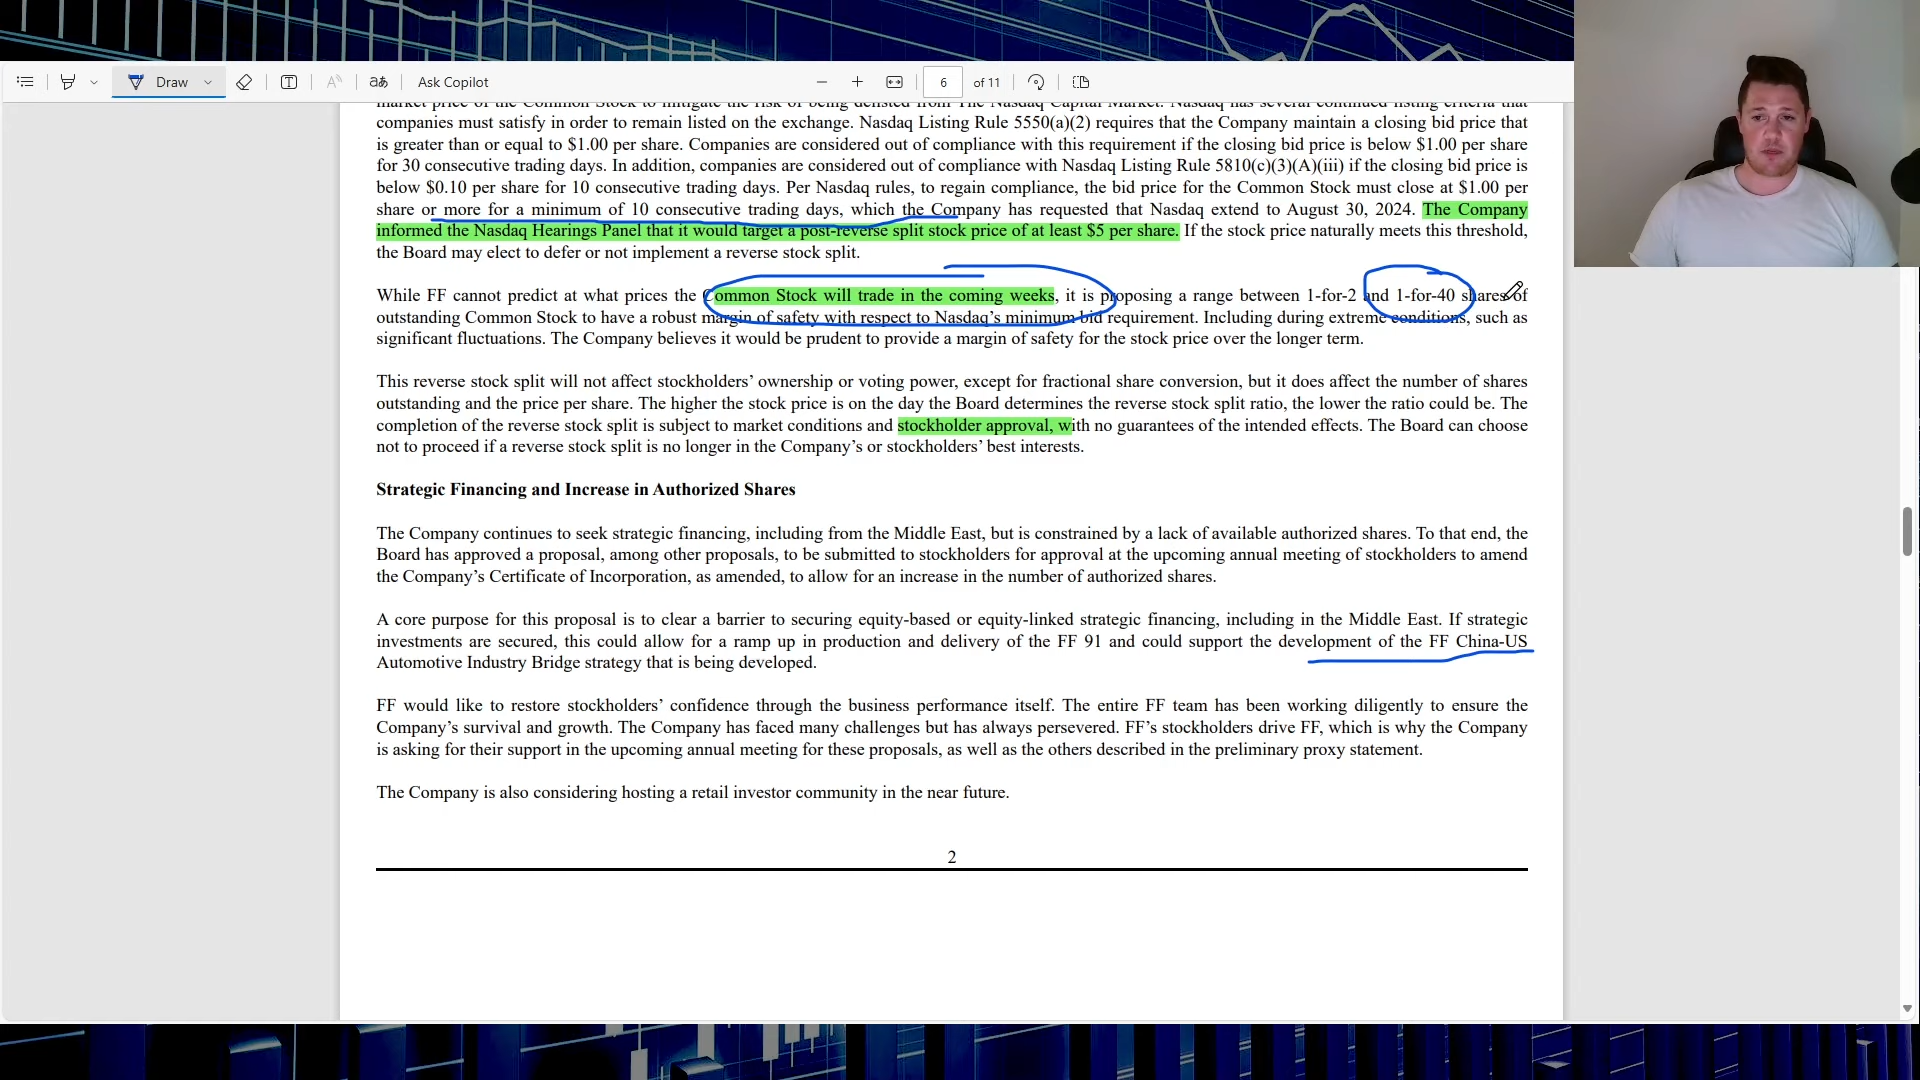 Draw
Ask Copilot
6 of 11
market price of the Common Stock to mitigate the risk of being delisted from The Nasdaq Capital Market. Nasdaq has several continued listing criteria that
companies must satisfy in order to remain listed on the exchange. Nasdaq Listing Rule 5550(a)(2) requires that the Company maintain a closing bid price that
is greater than or equal to $1.00 per share. Companies are considered out of compliance with this requirement if the closing bid price is below $1.00 per share
for 30 consecutive trading days. In addition, companies are considered out of compliance with Nasdaq Listing Rule 5810(c)(3)(A)(iii) if the closing bid price is
below $0.10 per share for 10 consecutive trading days. Per Nasdaq rules, to regain compliance, the bid price for the Common Stock must close at $1.00 per
share or more for a minimum of 10 consecutive trading days, which the Company has requested that Nasdaq extend to August 30, 2024. The Company
informed the Nasdaq Hearings Panel that it would target a post-reverse split stock price of at least $5 per share. If the stock price naturally meets this threshold,
the Board may elect to defer or not implement a reverse stock split.
While FF cannot predict at what prices the Common Stock will trade in the coming weeks, it is proposing a range between 1-for-2 and 1-for-40 shares of
outstanding Common Stock to have a robust margin of safety with respect to Nasdaq's minimum bid requirement. Including during extreme conditions, such as
significant fluctuations. The Company believes it would be prudent to provide a margin of safety for the stock price over the longer term.
This reverse stock split will not affect stockholders' ownership or voting power, except for fractional share conversion, but it does affect the number of shares
outstanding and the price per share. The higher the stock price is on the day the Board determines the reverse stock split ratio, the lower the ratio could be. The
completion of the reverse stock split is subject to market conditions and stockholder approval, with no guarantees of the intended effects. The Board can choose
not to proceed if a reverse stock split is no longer in the Company's or stockholders' best interests.
Strategic Financing and Increase in Authorized Shares
The Company continues to seek strategic financing, including from the Middle East, but is constrained by a lack of available authorized shares. To that end, the
Board has approved a proposal, among other proposals, to be submitted to stockholders for approval at the upcoming annual meeting of stockholders to amend
the Company's Certificate of Incorporation, as amended, to allow for an increase in the number of authorized shares.
A core purpose for this proposal is to clear a barrier to securing equity-based or equity-linked strategic financing, including in the Middle East. If strategic
investments are secured, this could allow for a ramp up in production and delivery of the FF 91 and could support the development of the FF China-US
Automotive Industry Bridge strategy that is being developed.
FF would like to restore stockholders' confidence through the business performance itself. The entire FF team has been working diligently to ensure the
Company's survival and growth. The Company has faced many challenges but has always persevered. FF's stockholders drive FF, which is why the Company
is asking for their support in the upcoming annual meeting for these proposals, as well as the others described in the preliminary proxy statement.
The Company is also considering hosting a retail investor community in the near future.
2